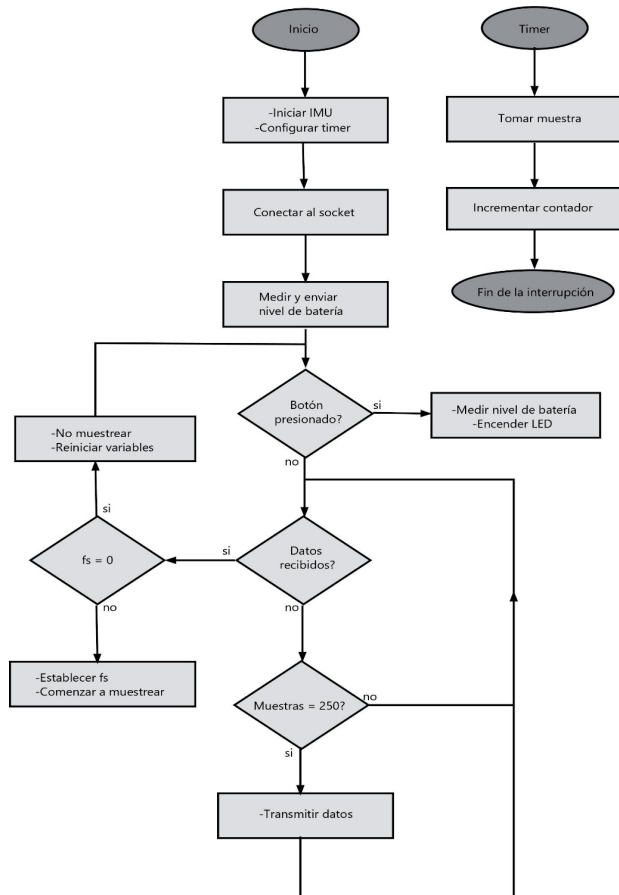 Inicio
Timer
-Iniciar IMU
-Configurar timer
Tomar muestra
Conectar al socket
Incrementar contador
Medir y enviar
nivel de batería
Fin de la interrupción
Botón
presionado?
si
-Medir nivel de batería
-Encender LED
no
-No muestrear
-Reiniciar variables
si
fs = 0
si
Datos
recibidos?
no
no
-Establecer fs
-Comenzar a muestrear
Muestras = 250?
no
si
-Transmitir datos